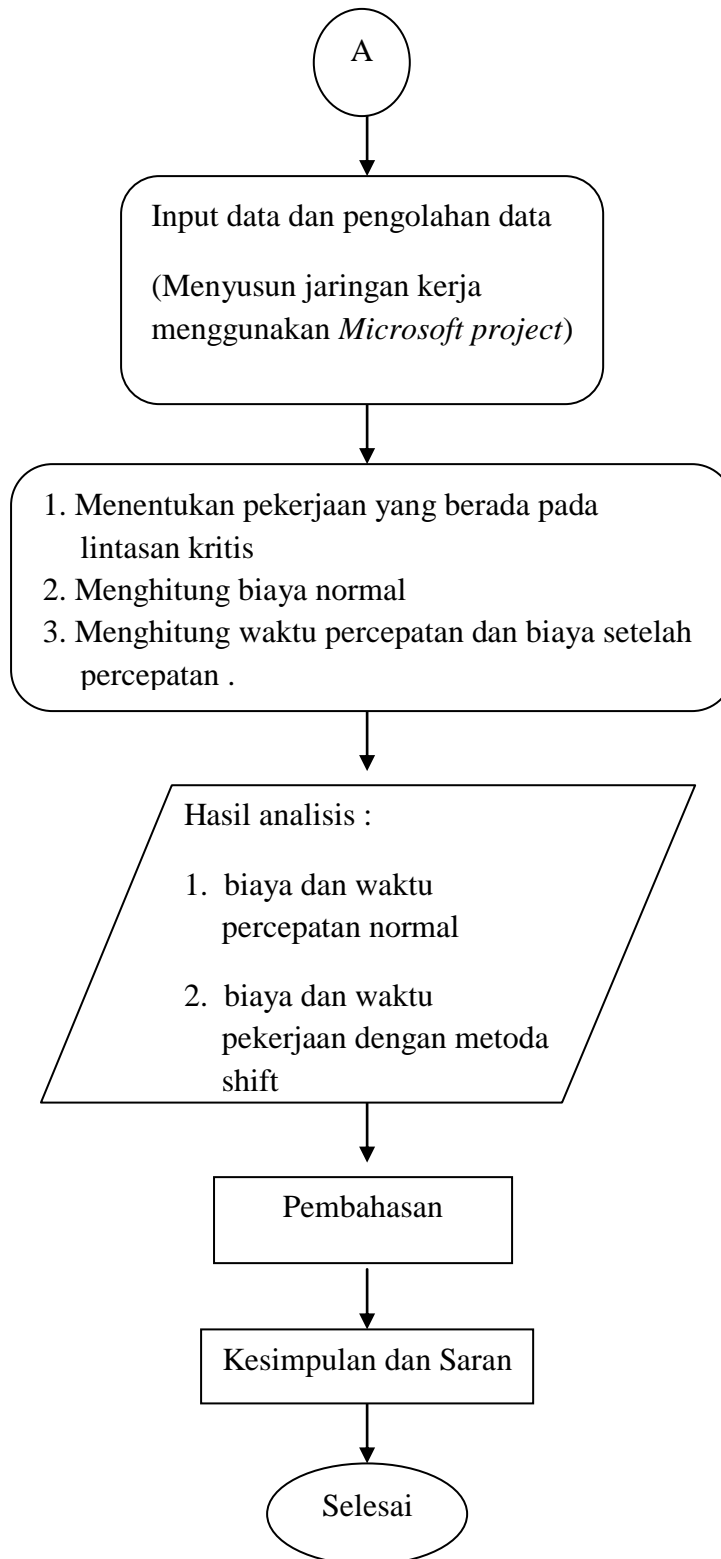 A
Input data dan pengolahan data
(Menyusun jaringan kerja
menggunakan Microsoft project)
1. Menentukan pekerjaan yang berada pada
lintasan kritis
2. Menghitung biaya normal
3. Menghitung waktu percepatan dan biaya setelah
percepatan .
Hasil analisis :
1. biaya dan waktu
percepatan normal
2. biaya dan waktu
pekerjaan dengan metoda
shift
Pembahasan
Kesimpulan dan Saran
Selesai